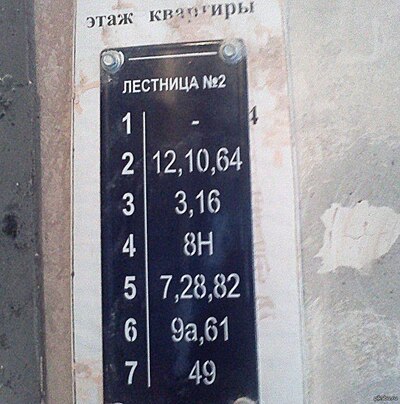 этаж квартиры
ЛЕСТНИЦА №2
1 - 4
2 12,10,64
3 3,16
4 8Н
5 7,28,82
6 9а,61
7 49